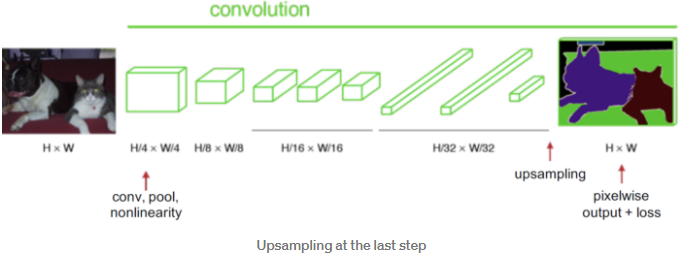 convolution
H × W
H/4 × W/4
H/8 × W/8
H/16 × W/16
H/32 × W/32
H × W
conv, pool,
nonlinearity
upsampling
pixelwise
output + loss
Upsampling at the last step